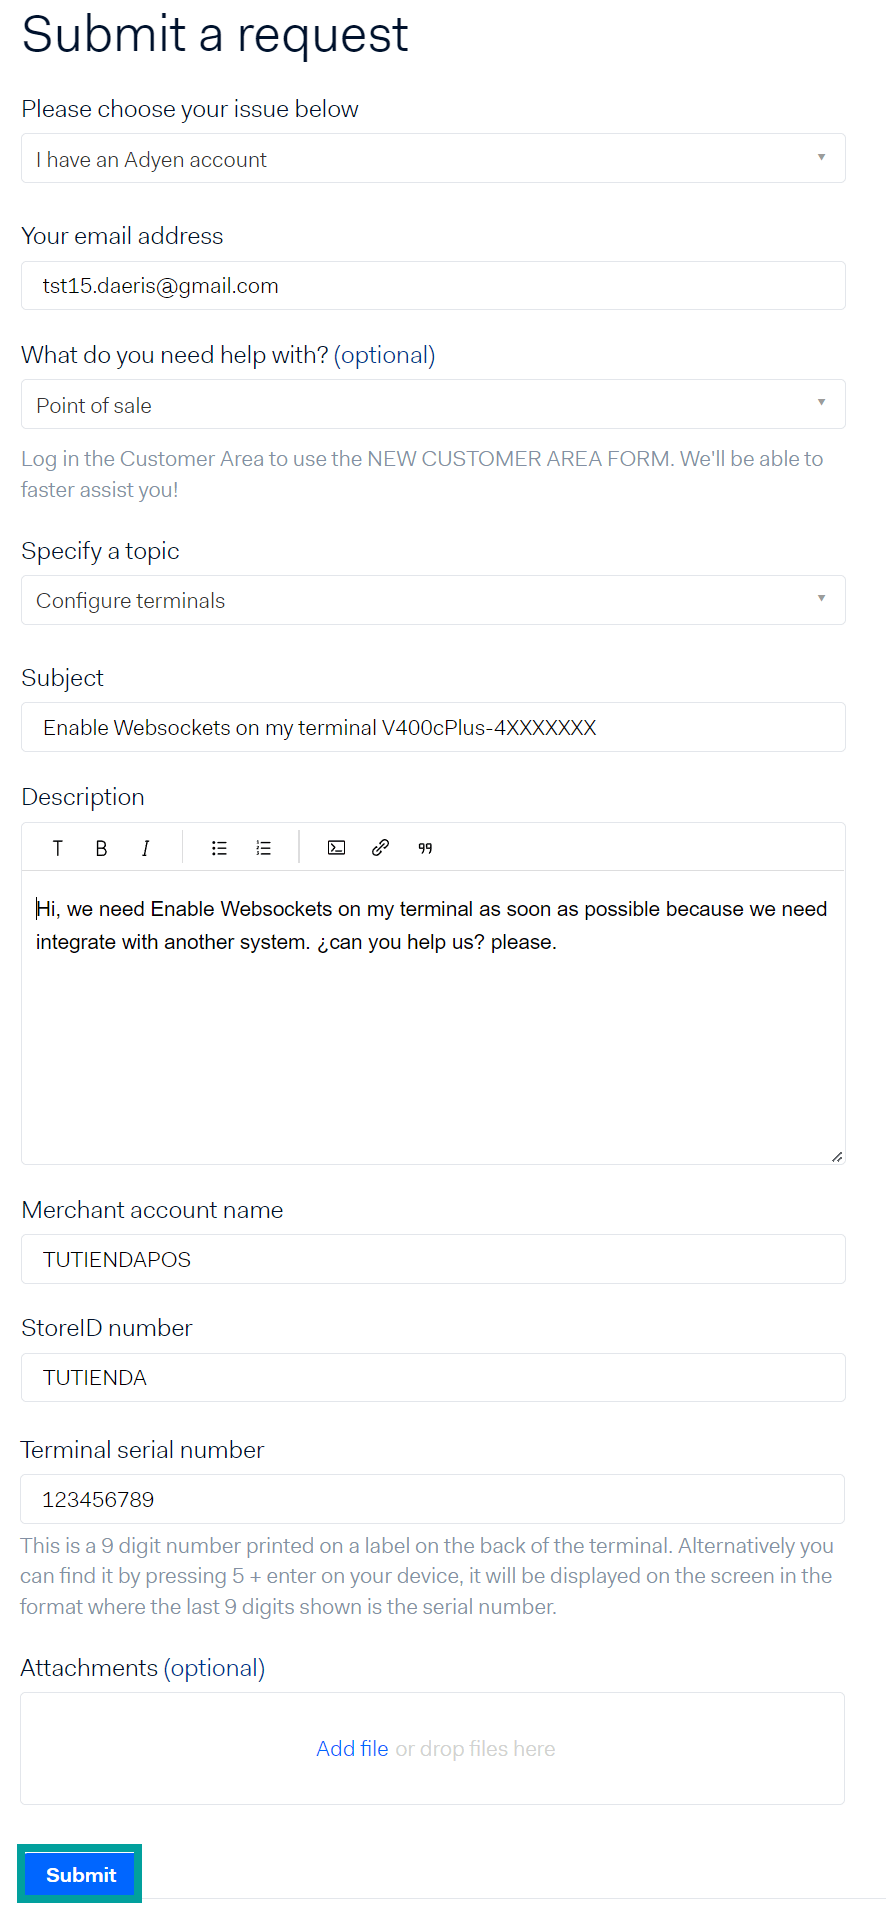 Submit a request
Please choose your issue below
I have an Adyen account
Your email address
tst15.daeris@gmail.com
What do you need help with? (optional)
Point of sale
Log in the Customer Area to use the NEW CUSTOMER AREA FORM. We'll be able to
faster assist you!
Specify a topic
Configure terminals
Subject
Enable Websockets on my terminal V400cPlus-4XXXXXXX
Description
T B I
Hi, we need Enable Websockets on my terminal as soon as possible because we need
integrate with another system. ¿can you help us? please.
Merchant account name
TUTIENDAPOS
StoreID number
TUTIENDA
Terminal serial number
123456789
This is a 9 digit number printed on a label on the back of the terminal. Alternatively you
can find it by pressing 5 + enter on your device, it will be displayed on the screen in the
format where the last 9 digits shown is the serial number.
Attachments (optional)
Add file or drop files here
Submit